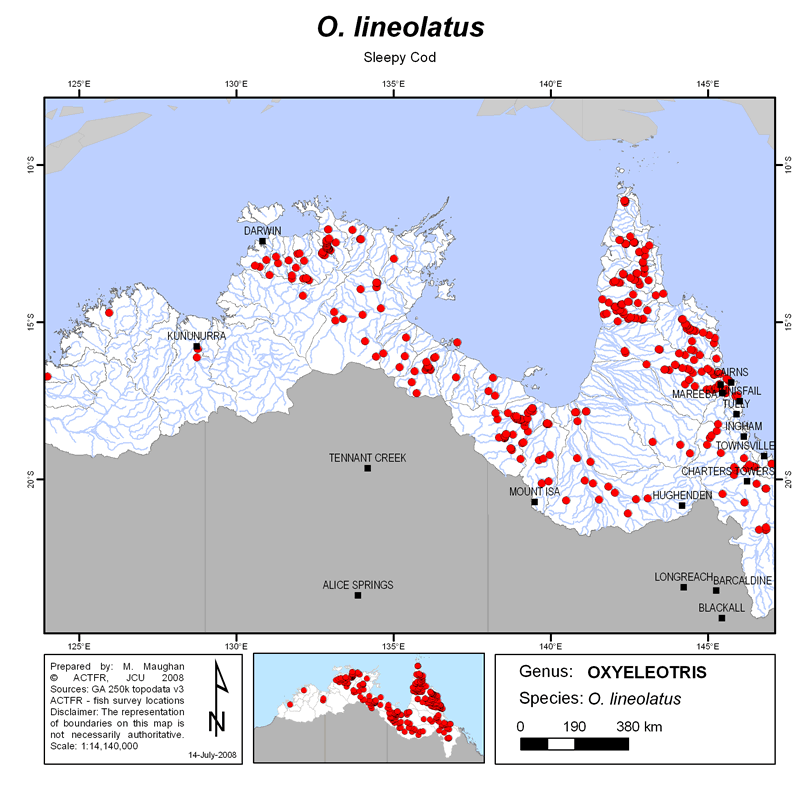 O. lineolatus
Sleepy Cod
125°E 130°E 135°E 140°E 145°E
10°S 10°S
DARWIN
15°S 15°S
KUNUNURRA
CAIRNS
MAREEBA
TULLY
INGHAM
TOWNSVILLE
TENNANT CREEK
CHARTERS TOWERS
20°S 20°S
MOUNT ISA
HUGHENDEN
LONGREACH BARCALDINE
ALICE SPRINGS
BLACKALL
125°E 130°E 135°E 140°E 145°E
Prepared by: M. Maughan
© ACTFR, JCU 2008
Sources: GA 250k topodata v3
ACTFR - fish survey locations
Disclaimer: The representation
of boundaries on this map is
not necessarily authoritative.
Scale: 1:14,140,000
14-July-2008
N
Genus: OXYELEOTRIS
Species: O. lineolatus
0 190 380 km